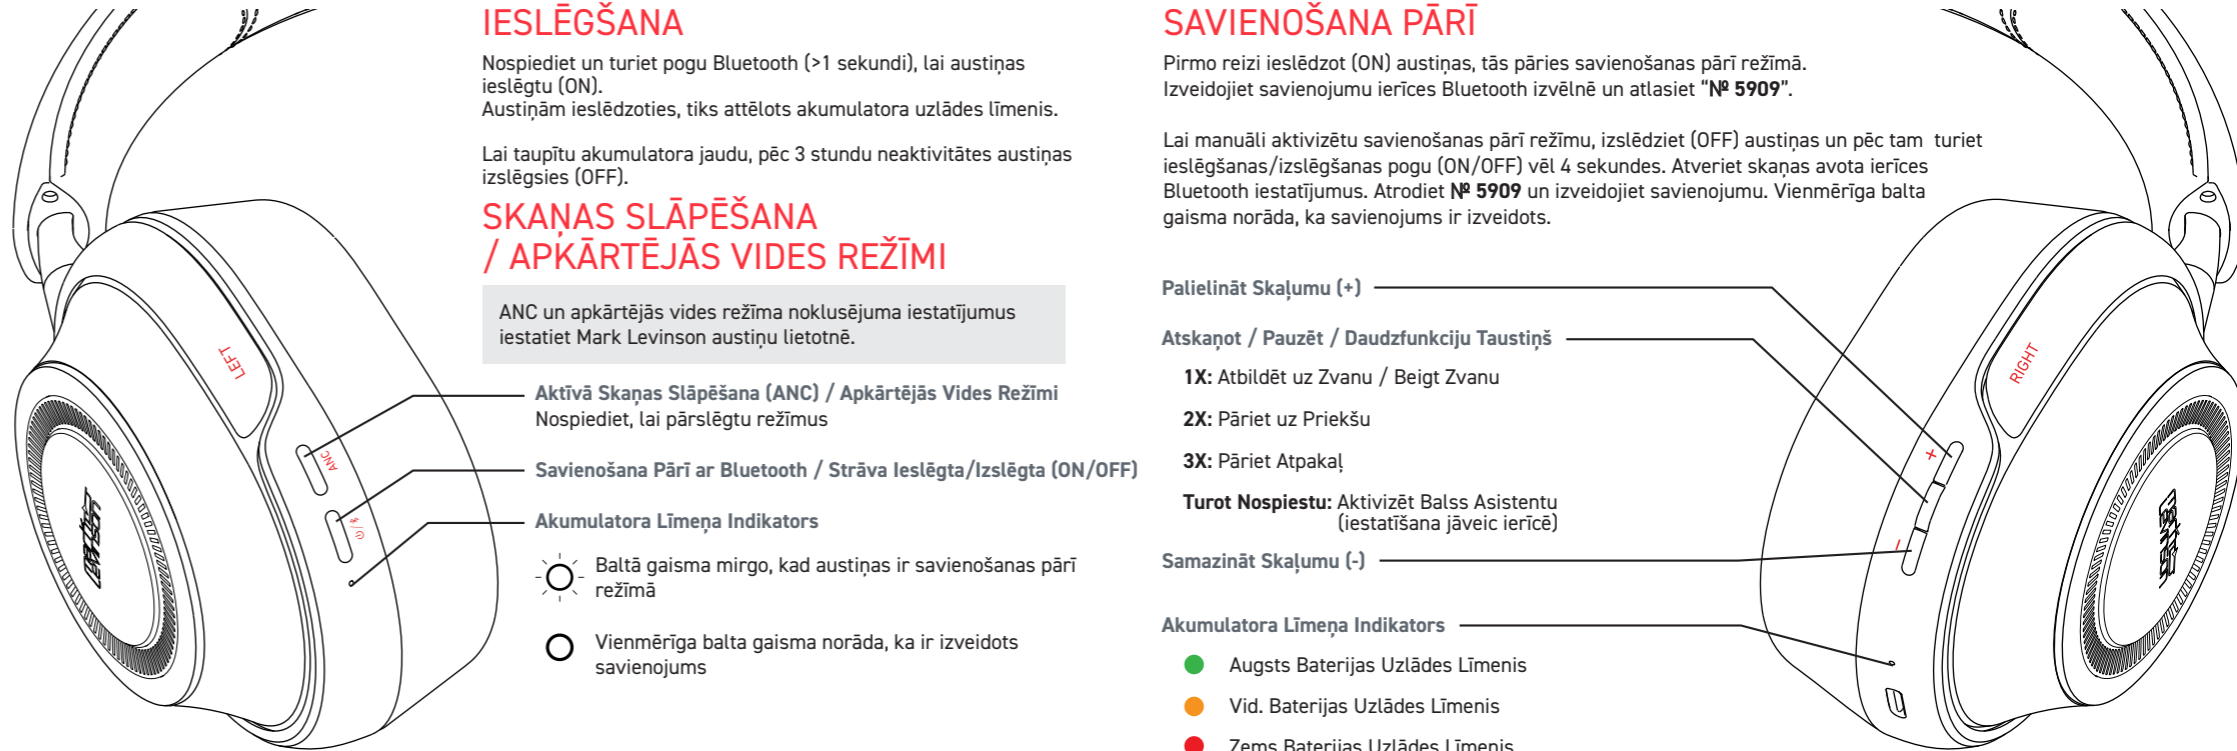 IESLĒGŠANA
Nospiediet un turiet pogu Bluetooth (>1 sekundi), lai austiņas
ieslēgtu (ON).
Austiņām ieslēdzoties, tiks attēlots akumulatora uzlādes līmenis.
Lai taupītu akumulatora jaudu, pēc 3 stundu neaktivitātes austiņas
izslēgsies (OFF).
SKAŅAS SLĀPĒŠANA
/ APKĀRTĒJĀS VIDES REŽĪMI
ANC un apkārtējās vides režīma noklusējuma iestatījumus
iestatiet Mark Levinson austiņu lietotnē.
LEFT
ANC
Aktīvā Skaņas Slāpēšana (ANC) / Apkārtējās Vides Režīmi
Nospiediet, lai pārslēgtu režīmus
Savienošana Pārī ar Bluetooth / Strāva Ieslēgta/Izslēgta (ON/OFF)
Akumulatora Līmeņa Indikators
Baltā gaisma mirgo, kad austiņas ir savienošanas pārī
režīmā
Vienmērīga balta gaisma norāda, ka ir izveidots
savienojums
Mark Levinson
SAVIENOŠANA PĀRĪ
Pirmo reizi ieslēdzot (ON) austiņas, tās pāries savienošanas pārī režīmā.
Izveidojiet savienojumu ierīces Bluetooth izvēlnē un atlasiet “№ 5909”.
Lai manuāli aktivizētu savienošanas pārī režīmu, izslēdziet (OFF) austiņas un pēc tam turiet
ieslēgšanas/izslēgšanas pogu (ON/OFF) vēl 4 sekundes. Atveriet skaņas avota ierīces
Bluetooth iestatījumus. Atrodiet № 5909 un izveidojiet savienojumu. Vienmērīga balta
gaisma norāda, ka savienojums ir izveidots.
Palielināt Skaļumu (+)
Atskaņot / Pauzēt / Daudzfunkciju Taustiņš
1X: Atbildēt uz Zvanu / Beigt Zvanu
2X: Pāriet uz Priekšu
3X: Pāriet Atpakaļ
Turot Nospiestu: Aktivizēt Balss Asistentu
(iestatīšana jāveic ierīcē)
Samazināt Skaļumu (-)
Akumulatora Līmeņa Indikators
Augsts Baterijas Uzlādes Līmenis
Vid. Baterijas Uzlādes Līmenis
Zems Baterijas Uzlādes Līmenis
RIGHT
+
−
Mark Levinson